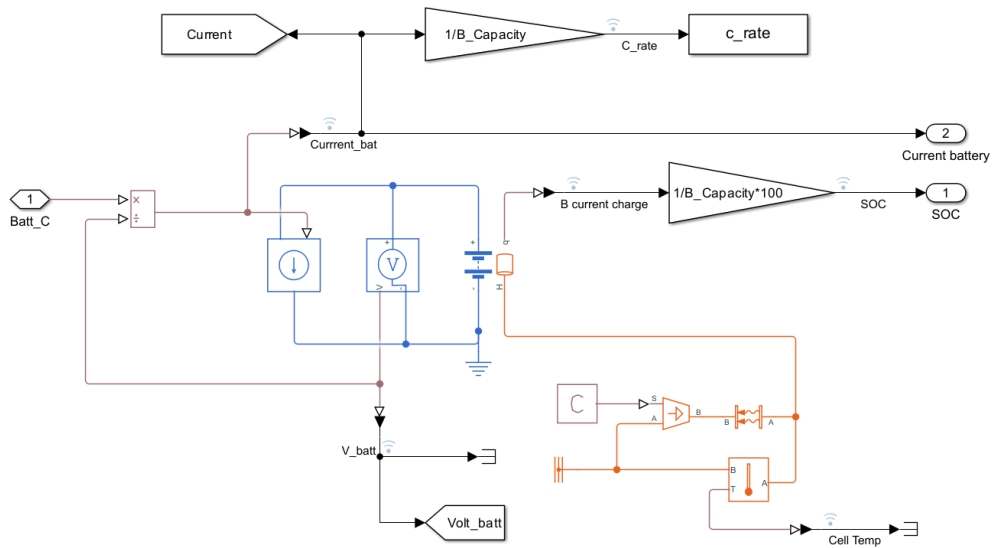 Current
1/B_Capacity
C_rate
c_rate
Currrent_bat
2
Current battery
1
Batt_C
×
÷
B current charge
1/B_Capacity*100
SOC
1
SOC
+
V
V
-
+
-
q
H
C
S
A
B
B
A
B
T
A
V_batt
Volt_batt
Cell Temp